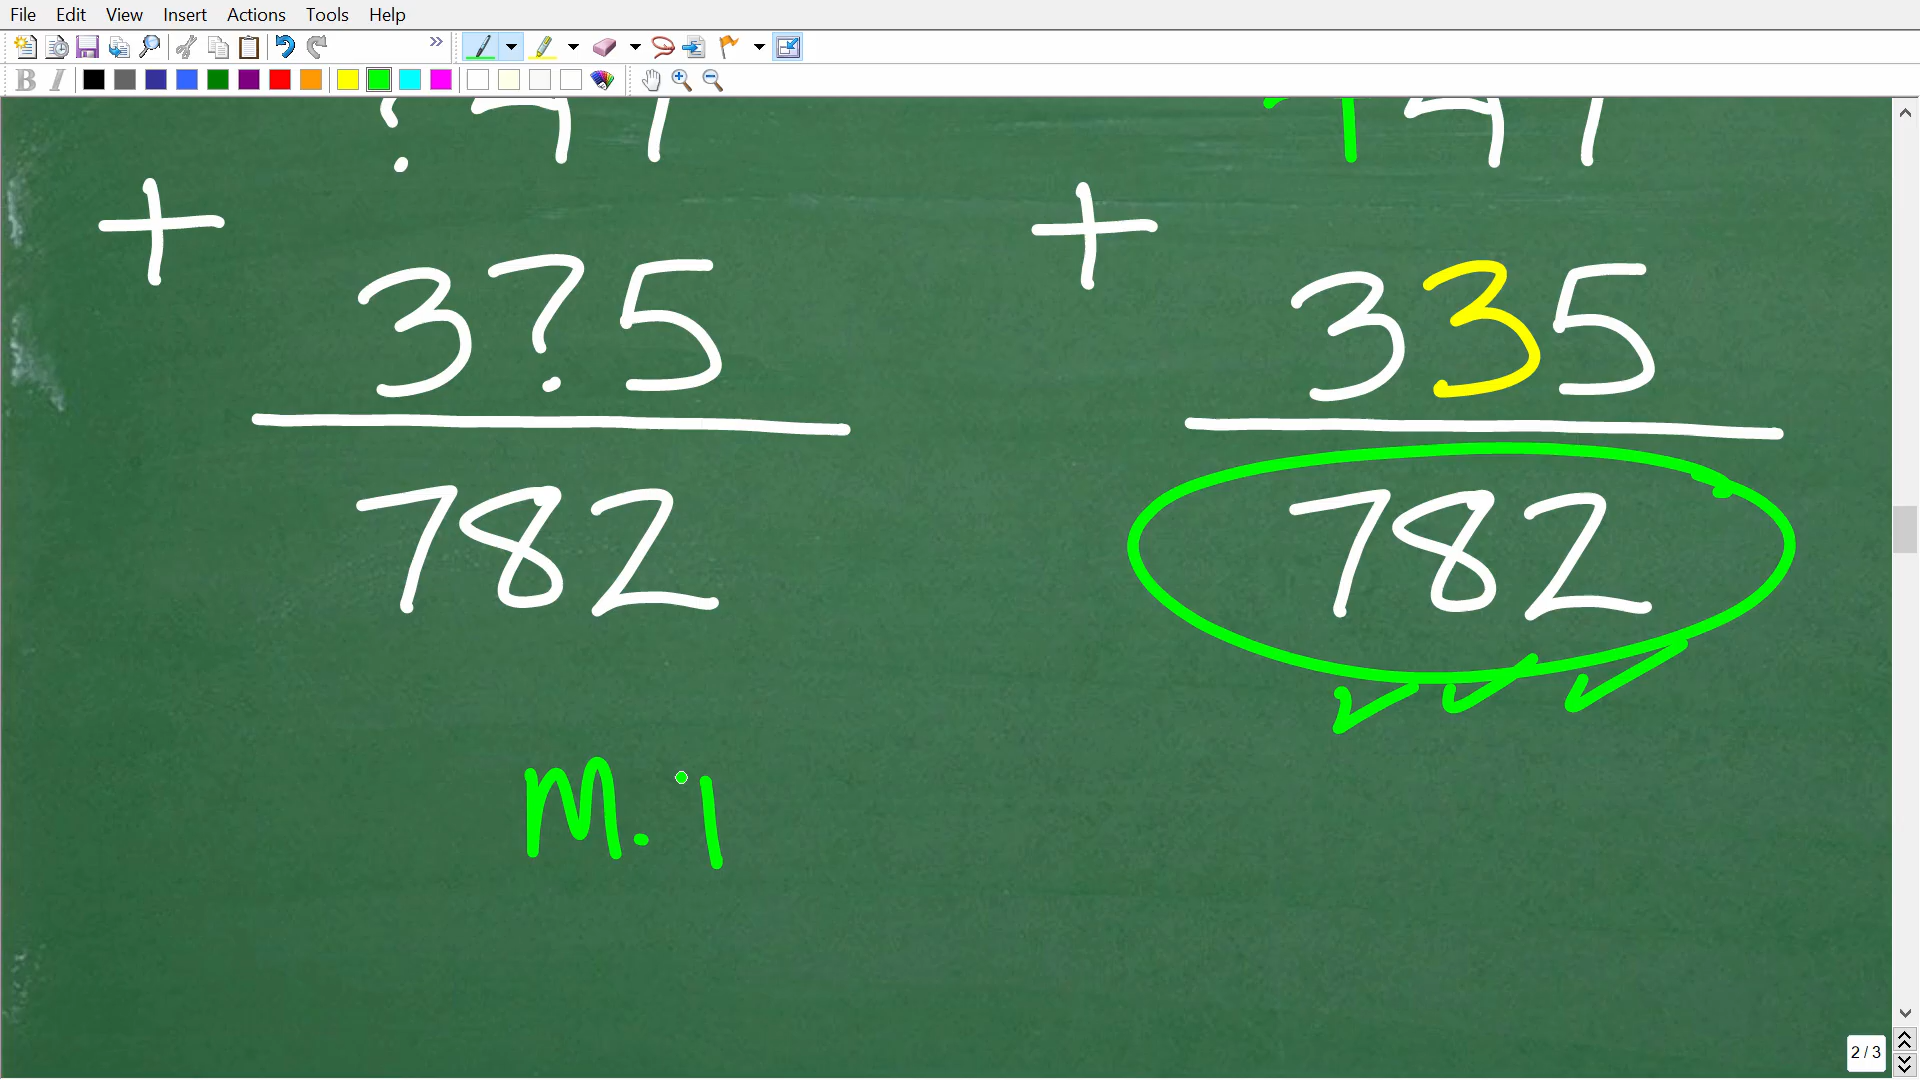 File Edit View Insert Actions Tools Help
B I
+
+
3?5
335
782
782
m.
2 / 3